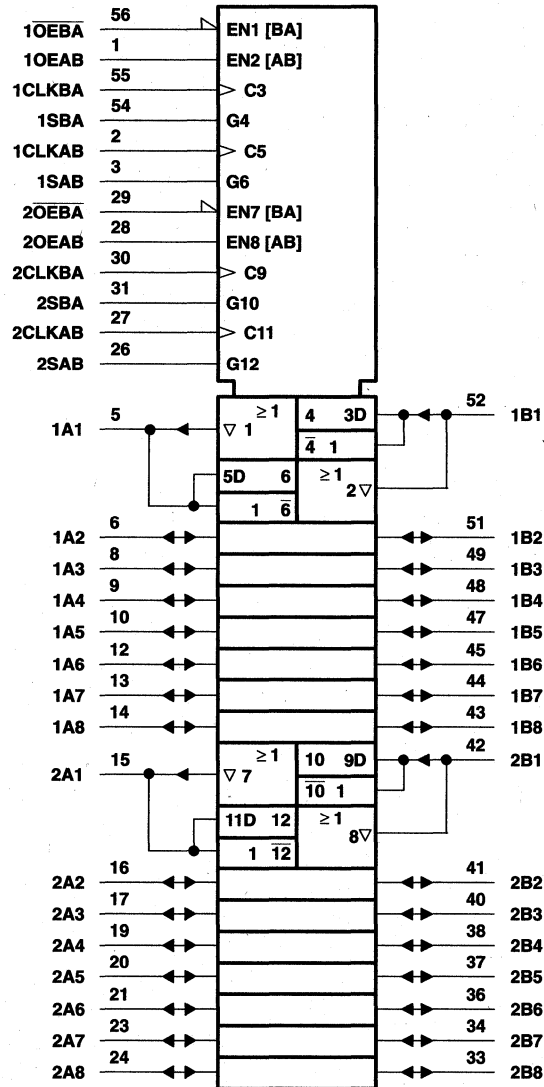 56
1O̅E̅B̅A̅ EN1 [BA]
1
1OEAB EN2 [AB]
55
1CLKBA C3
54
1SBA G4
2
1CLKAB C5
3
1SAB G6
29
2O̅E̅B̅A̅ EN7 [BA]
28
2OEAB EN8 [AB]
30
2CLKBA C9
31
2SBA G10
27
2CLKAB C11
26
2SAB G12
5 ≥1 4 3D 52
1A1 ▽ 1 4̅ 1 1B1
5D 6 ≥1
1 6̅ 2▽
6 51
1A2 1B2
8 49
1A3 1B3
9 48
1A4 1B4
10 47
1A5 1B5
12 45
1A6 1B6
13 44
1A7 1B7
14 43
1A8 1B8
15 ≥1 10 9D 42
2A1 ▽ 7 1̅0̅ 1 2B1
11D 12 ≥1
1 1̅2̅ 8▽
16 41
2A2 2B2
17 40
2A3 2B3
19 38
2A4 2B4
20 37
2A5 2B5
21 36
2A6 2B6
23 34
2A7 2B7
24 33
2A8 2B8